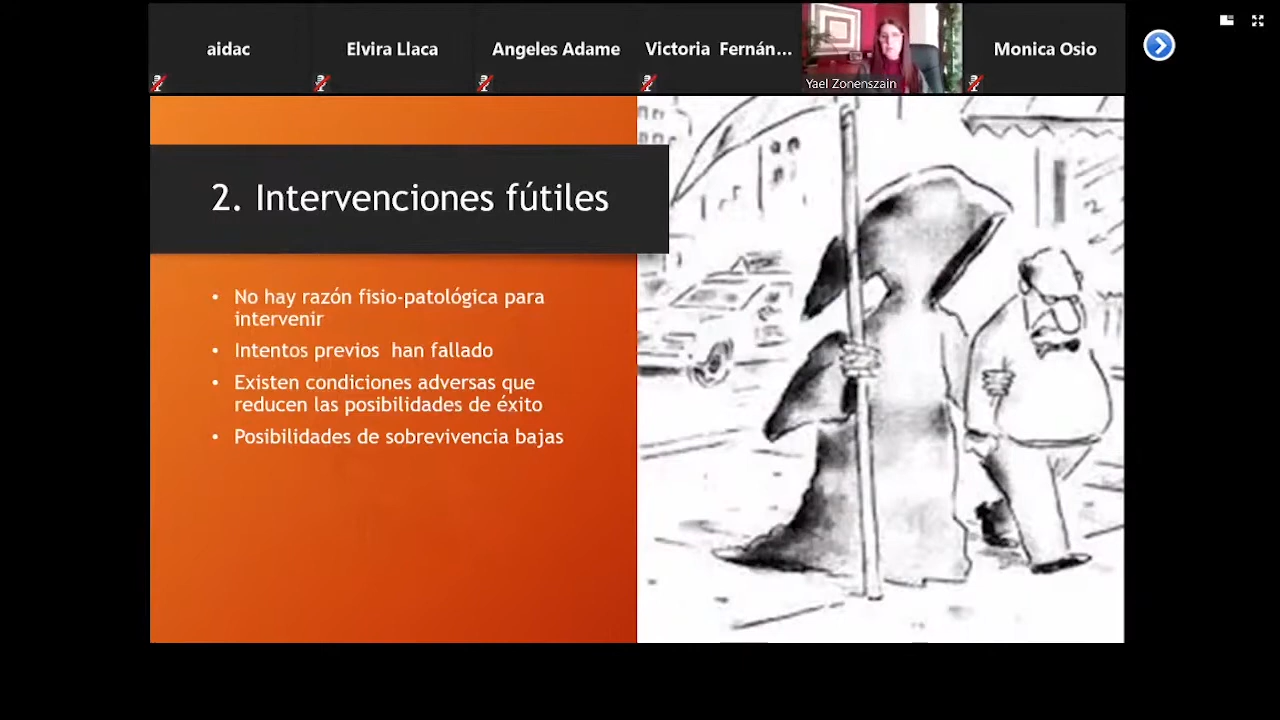 aidac
Elvira Llaca
Angeles Adame
Victoria Fernán...
Yael Zonenszain
Monica Osio
2. Intervenciones fútiles
• No hay razón fisio-patológica para
intervenir
• Intentos previos han fallado
• Existen condiciones adversas que
reducen las posibilidades de éxito
• Posibilidades de sobrevivencia bajas